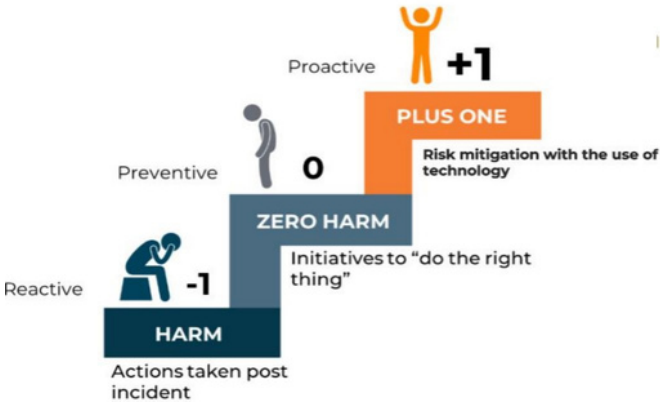 Proactive
+1
PLUS ONE
Risk mitigation with the use of
technology
Preventive
0
ZERO HARM
Initiatives to “do the right
thing”
Reactive
-1
HARM
Actions taken post
incident